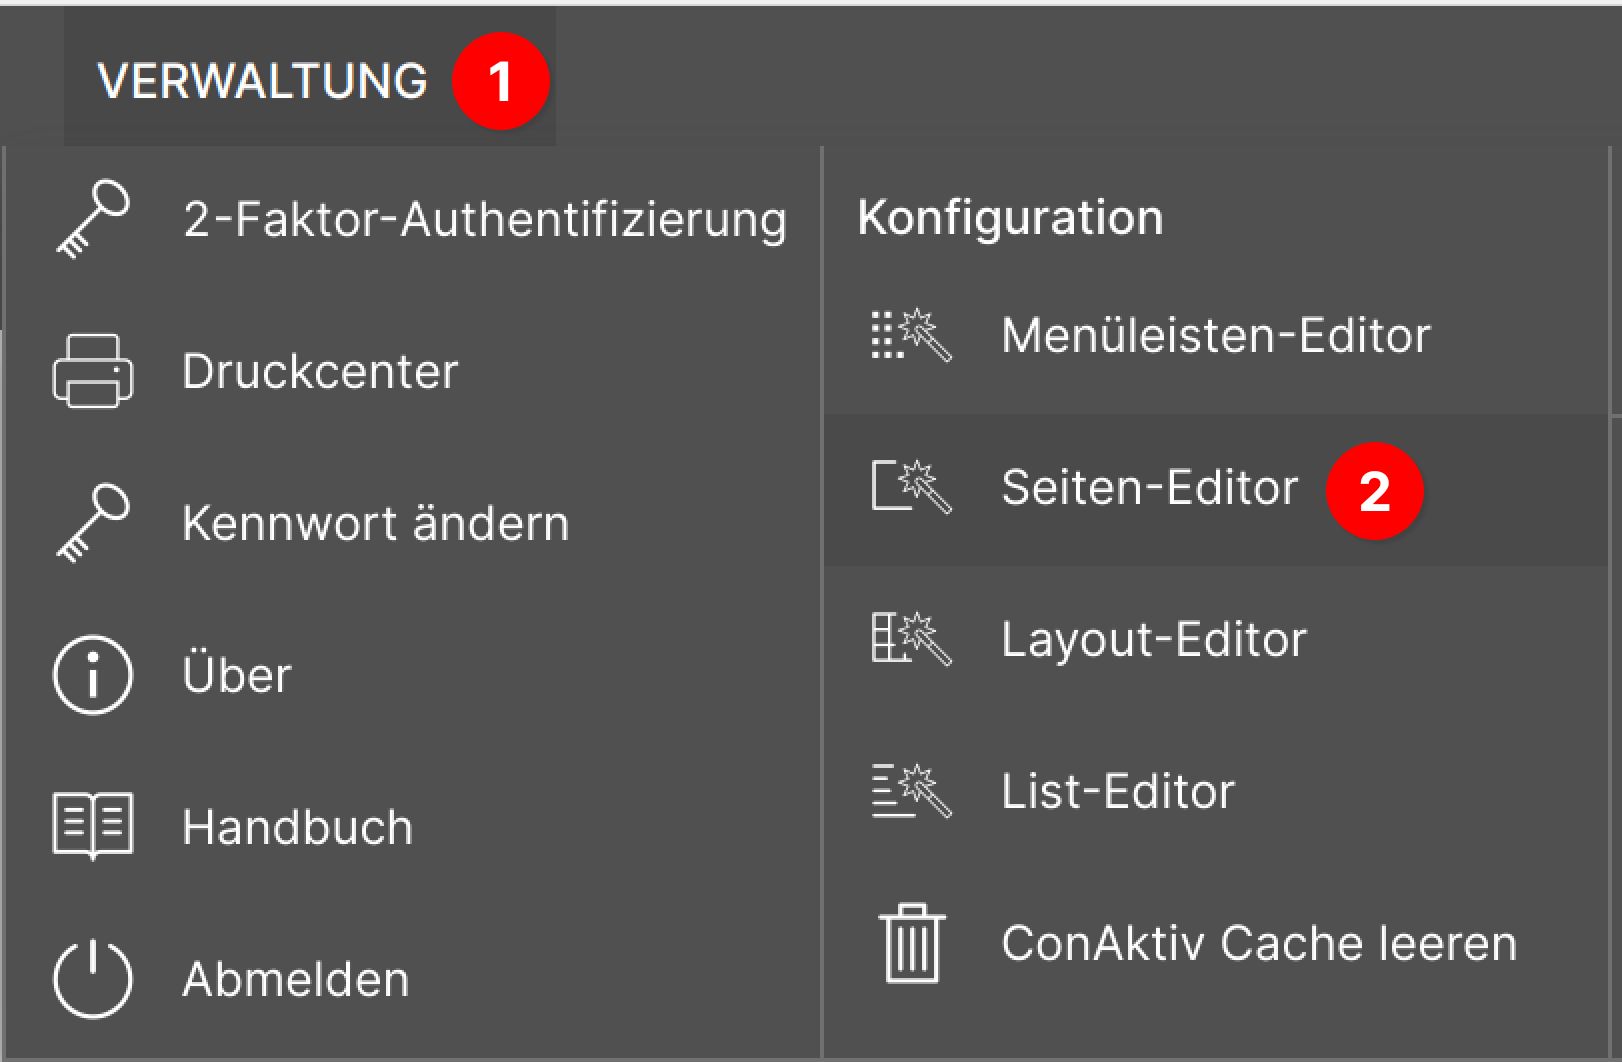 VERWALTUNG 1
2-Faktor-Authentifizierung
Druckcenter
Kennwort ändern
Über
Handbuch
Abmelden
Konfiguration
Menüleisten-Editor
Seiten-Editor 2
Layout-Editor
List-Editor
ConAktiv Cache leeren